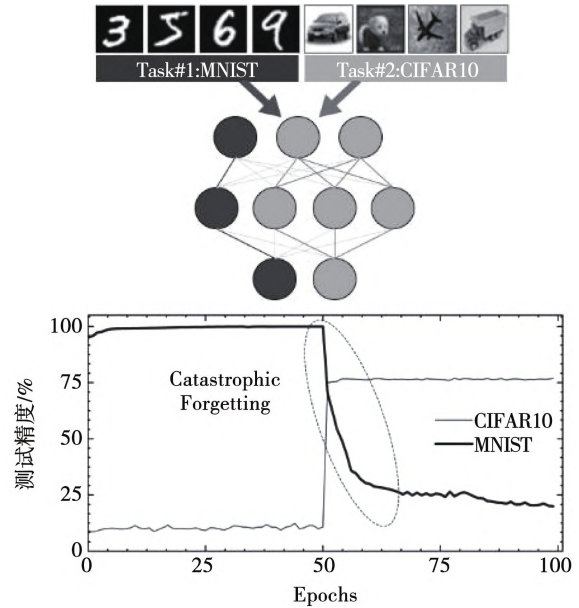 3 5 6 9
Task#1:MNIST Task#2:CIFAR10
100
75
50
25
0
测试精度/%
Catastrophic
Forgetting
CIFAR10
MNIST
0 25 50 75 100
Epochs